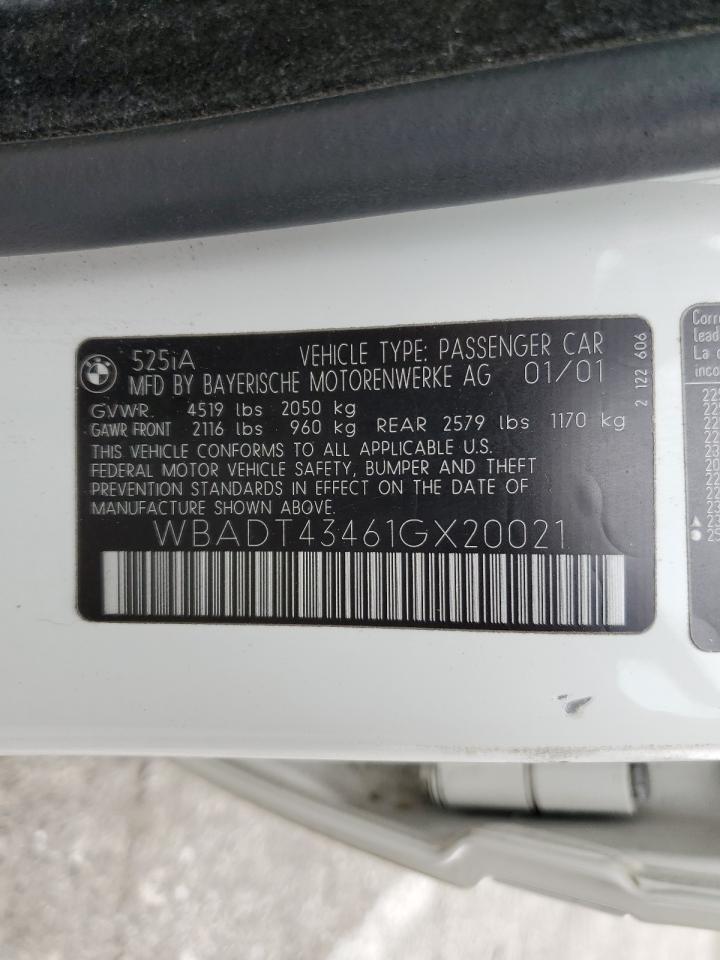 525iA VEHICLE TYPE: PASSENGER CAR
MFD BY BAYERISCHE MOTORENWERKE AG 01/01
GVWR. 4519 lbs 2050 kg
GAWR FRONT 2116 lbs 960 kg REAR 2579 lbs 1170 kg
THIS VEHICLE CONFORMS TO ALL APPLICABLE U.S.
FEDERAL MOTOR VEHICLE SAFETY, BUMPER AND THEFT
PREVENTION STANDARDS IN EFFECT ON THE DATE OF
MANUFACTURE SHOWN ABOVE.
WBADT43461GX20021
2 122 606
La